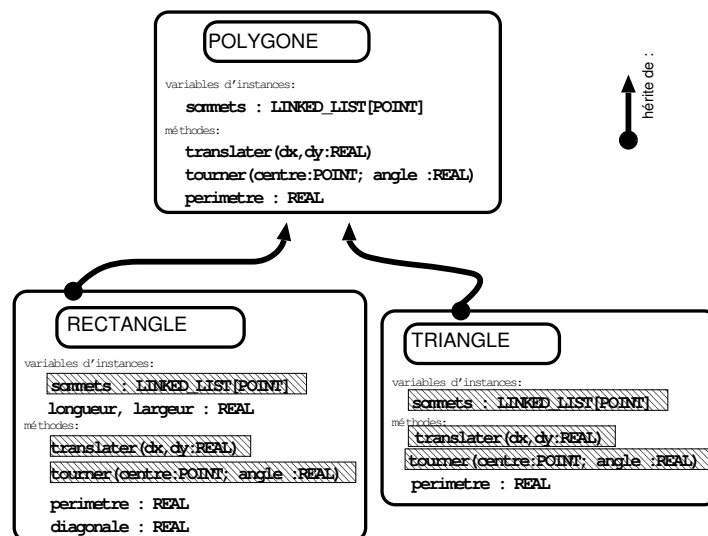 POLYGONE
variables d'instances:
sommets : LINKED_LIST[POINT]
méthodes:
translater(dx,dy:REAL)
tourner(centre:POINT; angle :REAL)
perimetre : REAL
hérite de :
RECTANGLE
variables d'instances:
sommets : LINKED_LIST[POINT]
longueur, largeur : REAL
méthodes:
translater(dx,dy:REAL)
tourner(centre:POINT; angle :REAL)
perimetre : REAL
diagonale : REAL
TRIANGLE
variables d'instances:
sommets : LINKED_LIST[POINT]
méthodes:
translater(dx,dy:REAL)
tourner(centre:POINT; angle :REAL)
perimetre : REAL